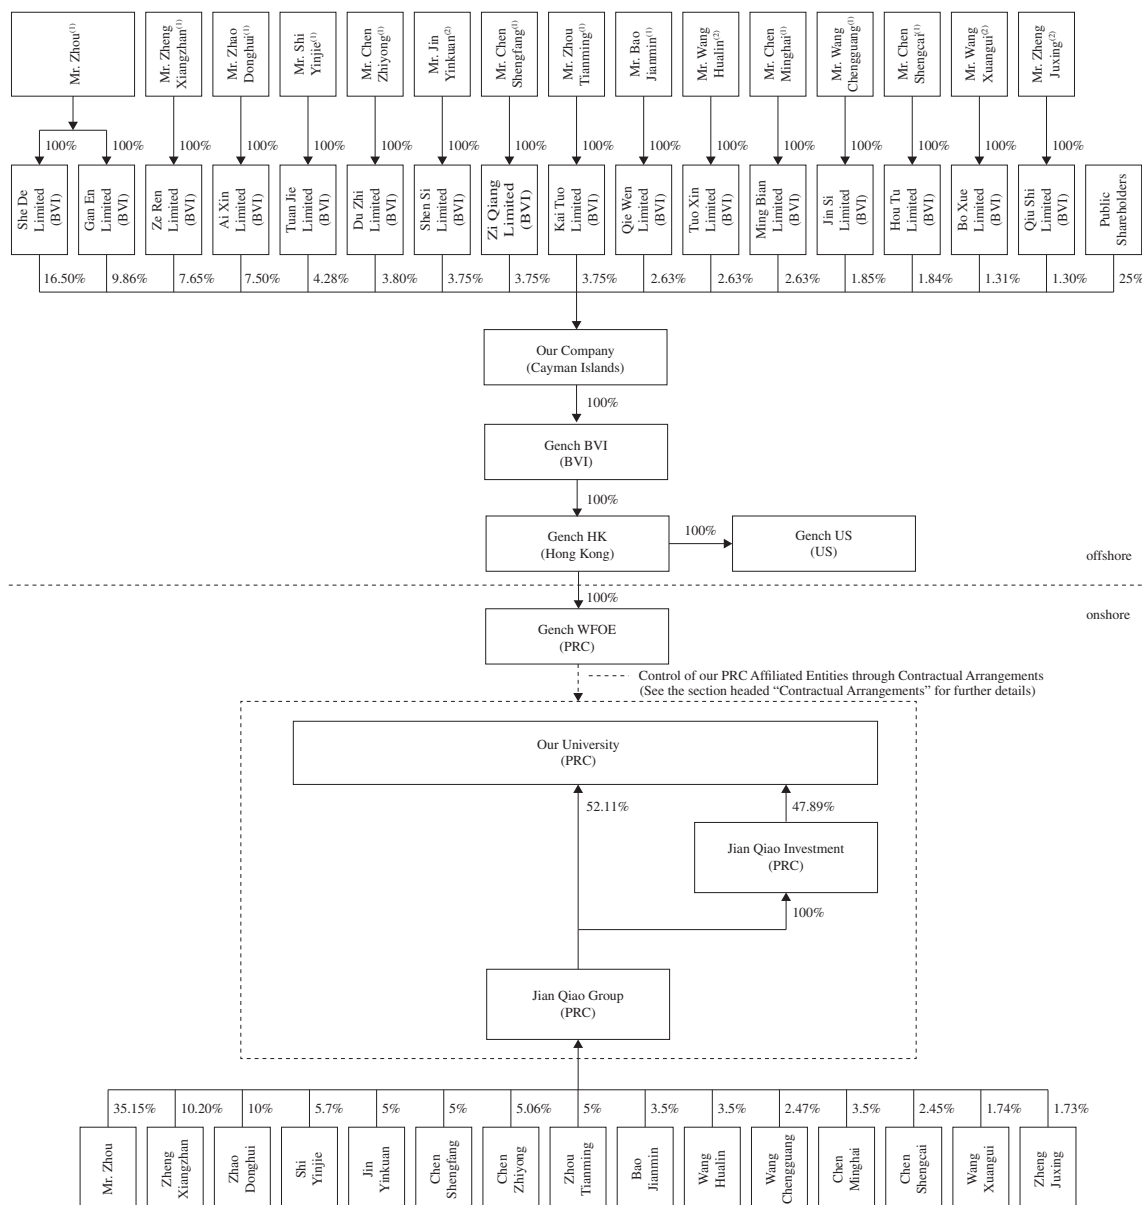 Mr. Zhou(1)
Mr. Zheng
Xiangzhan(1)
Mr. Zhao
Donghui(1)
Mr. Shi
Yinjie(1)
Mr. Chen
Zhiyong(1)
Mr. Jin
Yinkuan(2)
Mr. Chen
Shengfang(1)
Mr. Zhou
Tianming(1)
Mr. Bao
Jianmin(1)
Mr. Wang
Hualin(2)
Mr. Chen
Minghai(1)
Mr. Wang
Chengguang(1)
Mr. Chen
Shengcai(1)
Mr. Wang
Xuangui(2)
Mr. Zheng
Juxing(2)
100% 100% 100% 100% 100% 100% 100% 100% 100% 100% 100% 100% 100% 100% 100% 100%
She De
Limited
(BVI)
Gan En
Limited
(BVI)
Ze Ren
Limited
(BVI)
Ai Xin
Limited
(BVI)
Tuan Jie
Limited
(BVI)
Du Zhi
Limited
(BVI)
Shen Si
Limited
(BVI)
Zi Qiang
Limited
(BVI)
Kai Tuo
Limited
(BVI)
Qie Wen
Limited
(BVI)
Tuo Xin
Limited
(BVI)
Ming Bian
Limited
(BVI)
Jin Si
Limited
(BVI)
Hou Tu
Limited
(BVI)
Bo Xue
Limited
(BVI)
Qiu Shi
Limited
(BVI)
Public
Shareholders
16.50% 9.86% 7.65% 7.50% 4.28% 3.80% 3.75% 3.75% 3.75% 2.63% 2.63% 2.63% 1.85% 1.84% 1.31% 1.30% 25%
Our Company
(Cayman Islands)
100%
Gench BVI
(BVI)
100%
Gench HK
(Hong Kong)
100%
Gench US
(US)
offshore
100%
onshore
Gench WFOE
(PRC)
Control of our PRC Affiliated Entities through Contractual Arrangements
(See the section headed “Contractual Arrangements” for further details)
Our University
(PRC)
52.11%
47.89%
Jian Qiao Investment
(PRC)
100%
Jian Qiao Group
(PRC)
35.15% 10.20% 10% 5.7% 5% 5% 5.06% 5% 3.5% 3.5% 2.47% 3.5% 2.45% 1.74% 1.73%
Mr. Zhou
Zheng
Xiangzhan
Zhao
Donghui
Shi
Yinjie
Jin
Yinkuan
Chen
Shengfang
Chen
Zhiyong
Zhou
Tianming
Bao
Jianmin
Wang
Hualin
Wang
Chengguang
Chen
Minghai
Chen
Shengcai
Wang
Xuangui
Zheng
Juxing